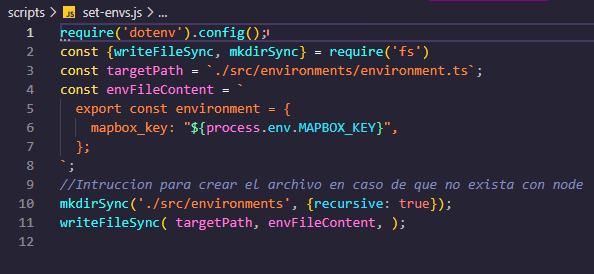 scripts > JS set-envs.js > ...
1 require('dotenv').config();
2 const {writeFileSync, mkdirSync} = require('fs')
3 const targetPath = `./src/environments/environment.ts`;
4 const envFileContent = `
5   export const environment = {
6     mapbox_key: "${process.env.MAPBOX_KEY}",
7   };
8 `;
9 //Intruccion para crear el archivo en caso de que no exista con node
10 mkdirSync('./src/environments', {recursive: true});
11 writeFileSync( targetPath, envFileContent, );
12